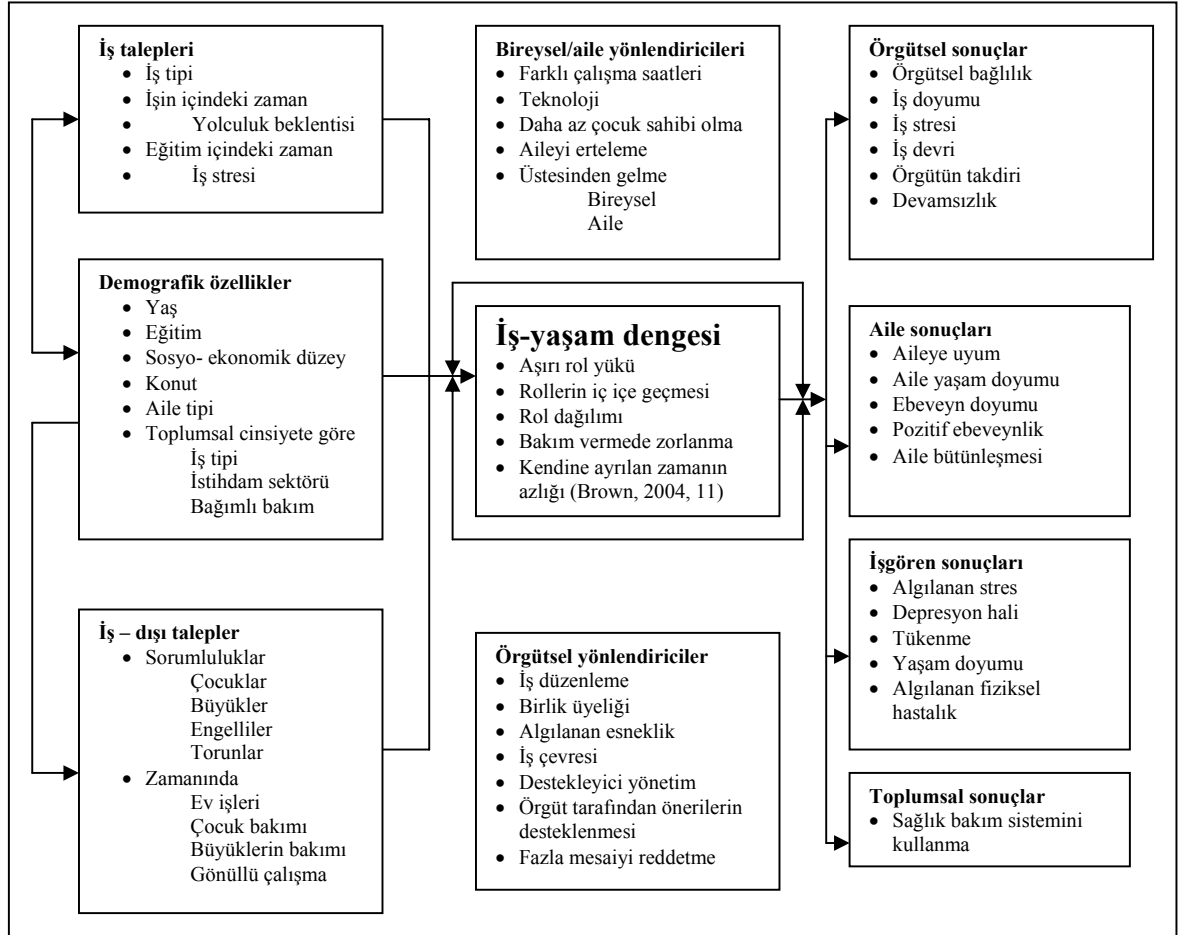 İş talepleri
• İş tipi
• İşin içindeki zaman
• Yolculuk beklentisi
• Eğitim içindeki zaman
• İş stresi
Demografik özellikler
• Yaş
• Eğitim
• Sosyo- ekonomik düzey
• Konut
• Aile tipi
• Toplumsal cinsiyete göre
İş tipi
İstihdam sektörü
Bağımlı bakım
İş – dışı talepler
• Sorumluluklar
Çocuklar
Büyükler
Engelliler
Torunlar
• Zamanında
Ev işleri
Çocuk bakımı
Büyüklerin bakımı
Gönüllü çalışma
Bireysel/aile yönlendiricileri
• Farklı çalışma saatleri
• Teknoloji
• Daha az çocuk sahibi olma
• Aileyi erteleme
• Üstesinden gelme
Bireysel
Aile
İş-yaşam dengesi
• Aşırı rol yükü
• Rollerin iç içe geçmesi
• Rol dağılımı
• Bakım vermede zorlanma
• Kendine ayrılan zamanın
azlığı (Brown, 2004, 11)
Örgütsel yönlendiriciler
• İş düzenleme
• Birlik üyeliği
• Algılanan esneklik
• İş çevresi
• Destekleyici yönetim
• Örgüt tarafından önerilerin
desteklenmesi
• Fazla mesaiyi reddetme
Örgütsel sonuçlar
• Örgütsel bağlılık
• İş doyumu
• İş stresi
• İş devri
• Örgütün takdiri
• Devamsızlık
Aile sonuçları
• Aileye uyum
• Aile yaşam doyumu
• Ebeveyn doyumu
• Pozitif ebeveynlik
• Aile bütünleşmesi
İşgören sonuçları
• Algılanan stres
• Depresyon hali
• Tükenme
• Yaşam doyumu
• Algılanan fiziksel
hastalık
Toplumsal sonuçlar
• Sağlık bakım sistemini
kullanma